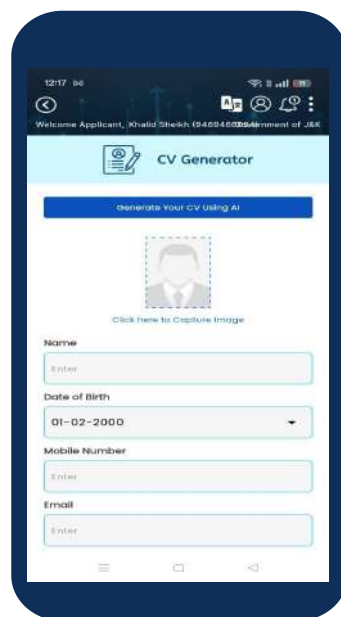 12:17
Welcome Applicant, Khalid Sheikh
CV Generator
Generate Your CV Using AI
Click here to Capture Image
Name
Enter
Date of Birth
01-02-2000
Mobile Number
Enter
Email
Enter